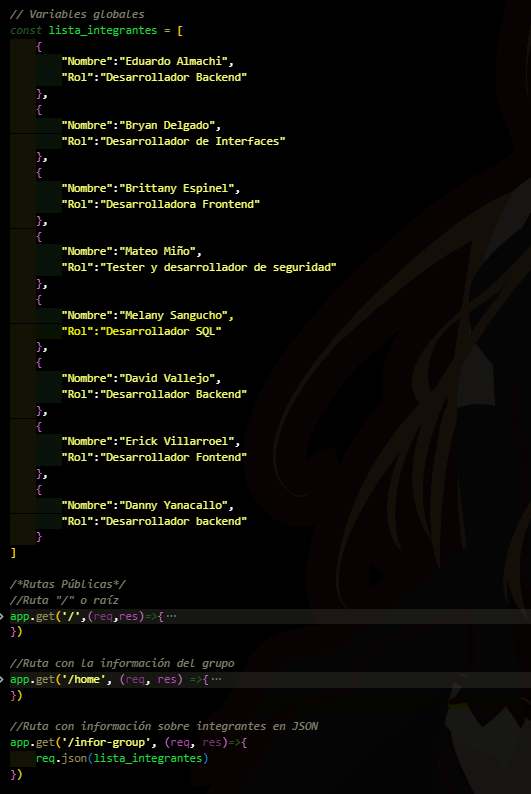 // Variables globales
const lista_integrantes = [
{
"Nombre":"Eduardo Almachi",
"Rol":"Desarrollador Backend"
},
{
"Nombre":"Bryan Delgado",
"Rol":"Desarrollador de Interfaces"
},
{
"Nombre":"Brittany Espinel",
"Rol":"Desarrolladora Frontend"
},
{
"Nombre":"Mateo Miño",
"Rol":"Tester y desarrollador de seguridad"
},
{
"Nombre":"Melany Sangucho",
"Rol":"Desarrollador SQL"
},
{
"Nombre":"David Vallejo",
"Rol":"Desarrollador Backend"
},
{
"Nombre":"Erick Villarroel",
"Rol":"Desarrollador Fontend"
},
{
"Nombre":"Danny Yanacallo",
"Rol":"Desarrollador backend"
}
]
/*Rutas Públicas*/
//Ruta "/" o raíz
app.get('/',(req,res)=>{ ···
})
//Ruta con la información del grupo
app.get('/home', (req, res) =>{ ···
})
//Ruta con información sobre integrantes en JSON
app.get('/infor-group', (req, res)=>{
req.json(lista_integrantes)
})